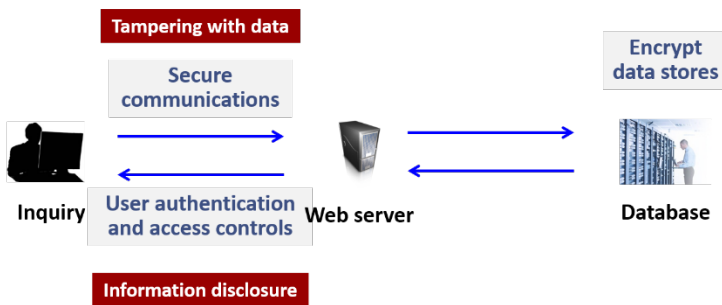 Tampering with data
Secure
communications
Encrypt
data stores
Inquiry
User authentication
and access controls
Web server
Database
Information disclosure